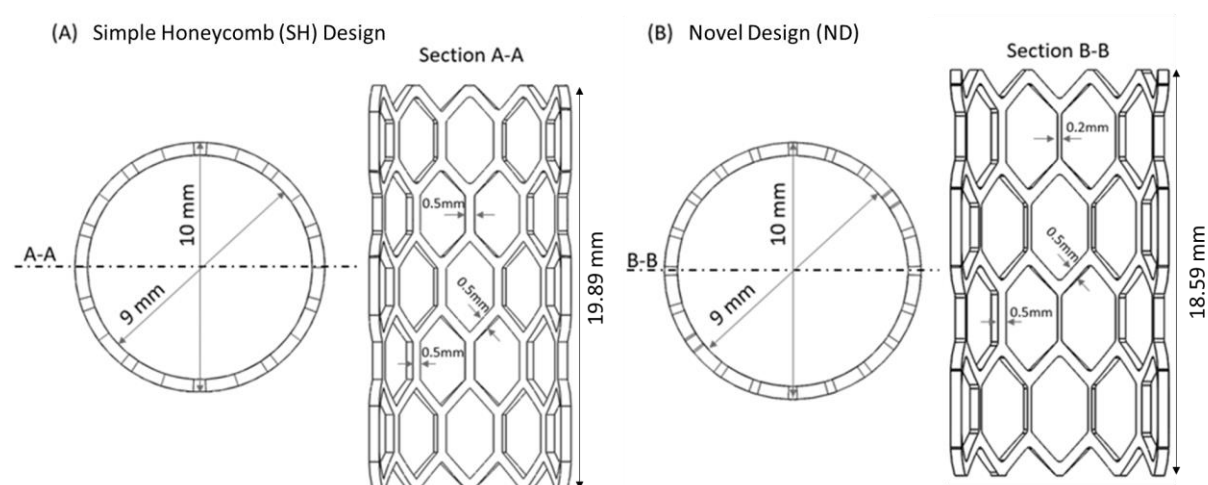 (A) Simple Honeycomb (SH) Design
Section A-A
A-A
10 mm
9 mm
0.5mm
0.5mm
0.5mm
19.89 mm
(B) Novel Design (ND)
Section B-B
B-B
10 mm
9 mm
0.2mm
0.5mm
0.5mm
18.59 mm